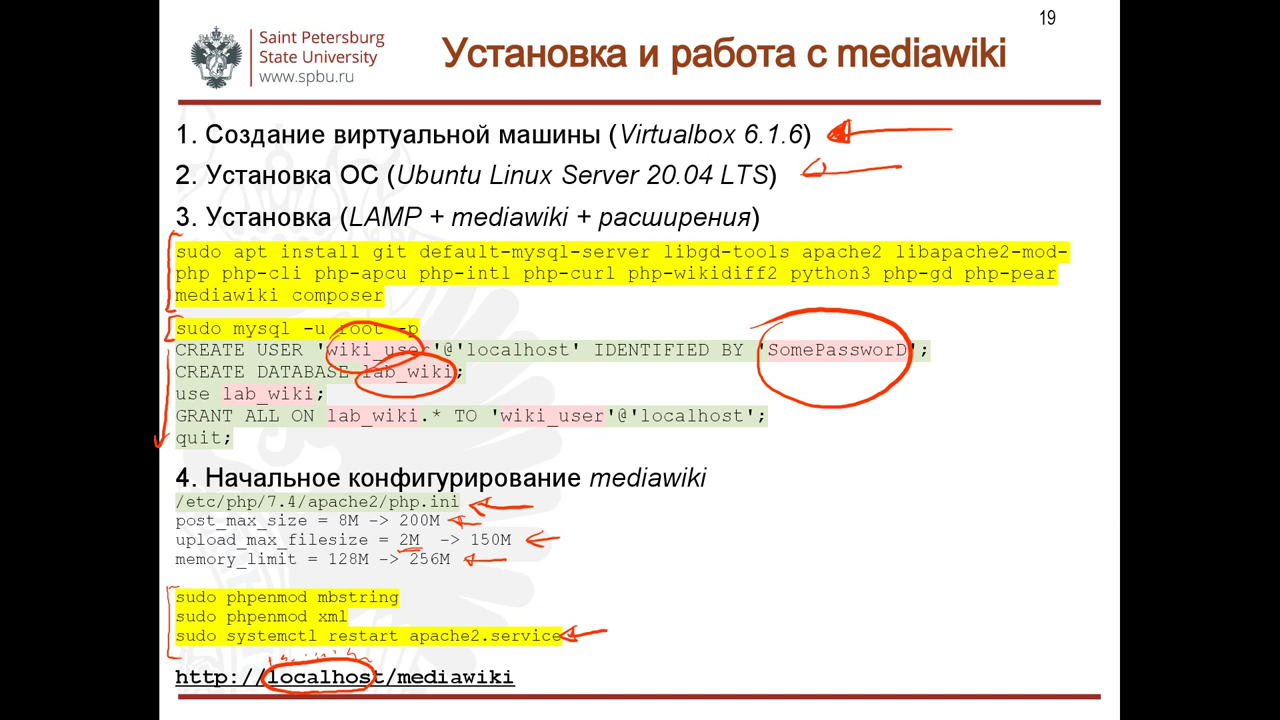 19
Saint Petersburg
State University
www.spbu.ru
Установка и работа с mediawiki
1. Создание виртуальной машины (Virtualbox 6.1.6)
2. Установка ОС (Ubuntu Linux Server 20.04 LTS)
3. Установка (LAMP + mediawiki + расширения)
sudo apt install git default-mysql-server libgd-tools apache2 libapache2-mod-
php php-cli php-apcu php-intl php-curl php-wikidiff2 python3 php-gd php-pear
mediawiki composer
sudo mysql -u root -p
CREATE USER 'wiki_user'@'localhost' IDENTIFIED BY 'SomePassworD';
CREATE DATABASE lab_wiki;
use lab_wiki;
GRANT ALL ON lab_wiki.* TO 'wiki_user'@'localhost';
quit;
4. Начальное конфигурирование mediawiki
/etc/php/7.4/apache2/php.ini
post_max_size = 8M -> 200M
upload_max_filesize = 2M -> 150M
memory_limit = 128M -> 256M
sudo phpenmod mbstring
sudo phpenmod xml
sudo systemctl restart apache2.service
http://localhost/mediawiki